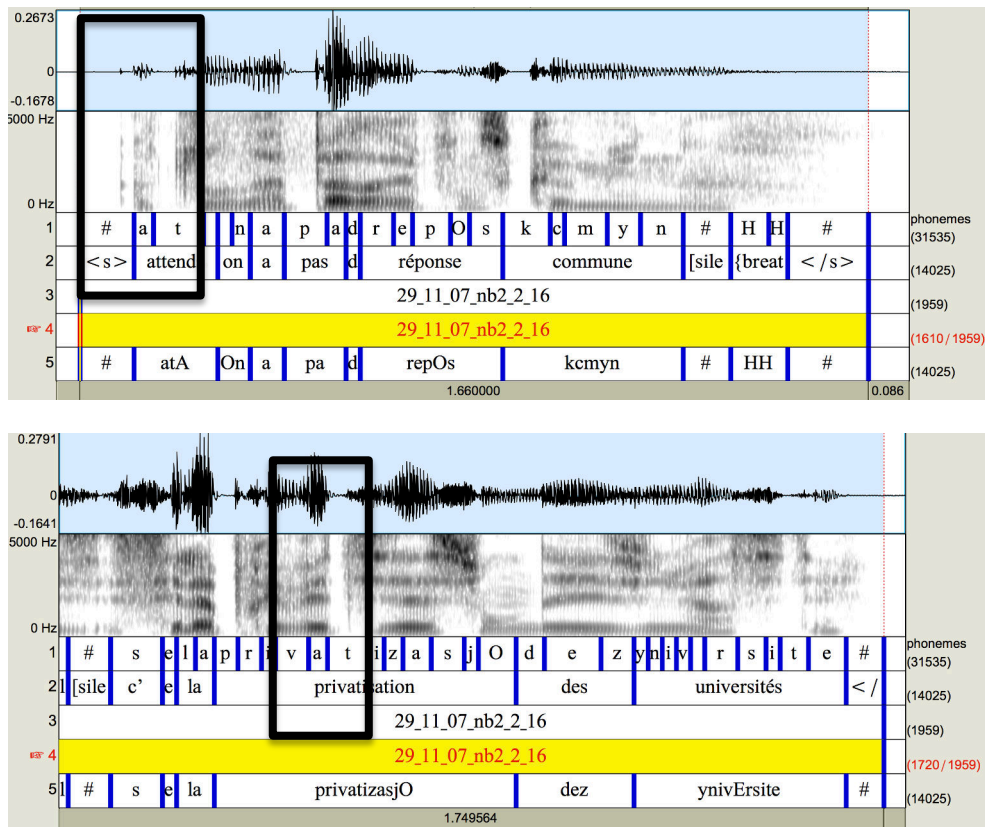 0.2673
0
-0.1678
5000 Hz
0 Hz
1 # a t n a p a d r e p O s k c m y n # H H # phonemes (31535)
2 <s> attend on a pas d réponse commune [sile {breat </s> (14025)
3 29_11_07_nb2_2_16 (1959)
4 29_11_07_nb2_2_16 (1610/1959)
5 # atA On a pa d repOs kcmyn # HH # (14025)
1.660000 0.086
0.2791
0
-0.1641
5000 Hz
0 Hz
1 # s e l a p r i v a t i z a s j O d e z y n i v r s i t e # phonemes (31535)
2 l [sile c’ e la privatisation des universités </ (14025)
3 29_11_07_nb2_2_16 (1959)
4 29_11_07_nb2_2_16 (1720/1959)
5 l # s e la privatizasjO dez ynivErsite # (14025)
1.749564